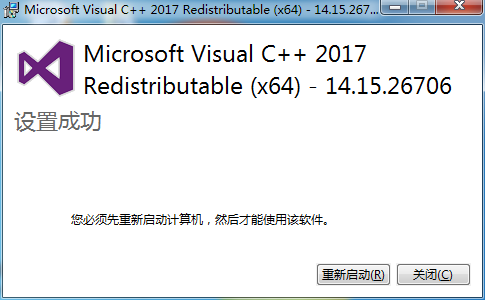 Microsoft Visual C++ 2017 Redistributable (x64) - 14.15.267...
Microsoft Visual C++ 2017
Redistributable (x64) - 14.15.26706
设置成功
您必须先重新启动计算机，然后才能使用该软件。
重新启动(R) 关闭(C)